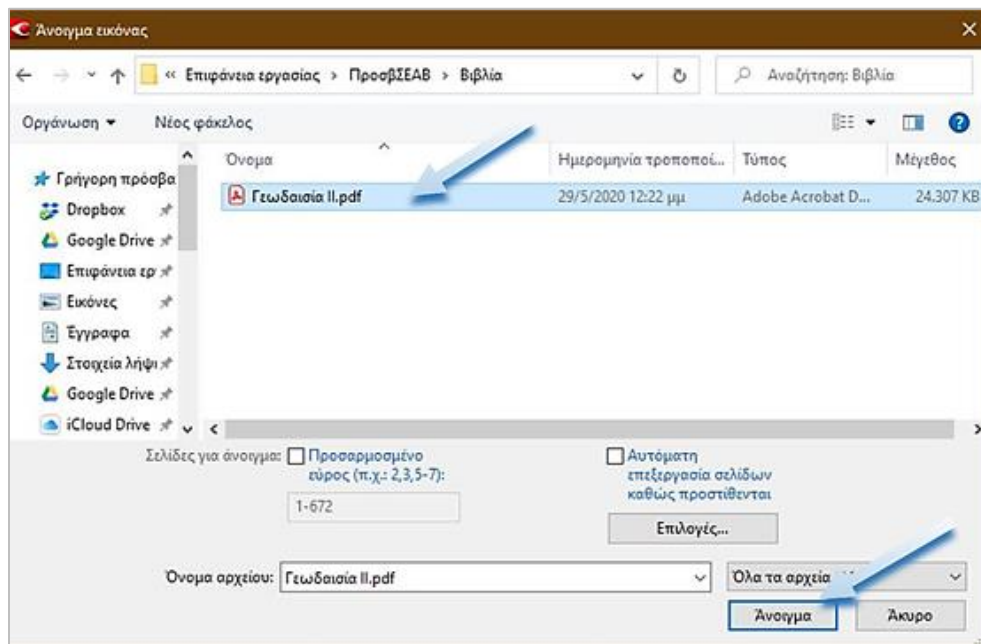 Άνοιγμα εικόνας
« Επιφάνεια εργασίας › ΠροσβΣΕΑΒ › Βιβλία
Αναζήτηση: Βιβλία
Οργάνωση
Νέος φάκελος
Όνομα
Ημερομηνία τροποποί...
Τύπος
Μέγεθος
Γεωδαισία II.pdf
29/5/2020 12:22 μμ
Adobe Acrobat D...
24.307 KB
Γρήγορη πρόσβα
Dropbox
Google Drive
Επιφάνεια ερ
Εικόνες
Έγγραφα
Στοιχεία λήψι
Google Drive
iCloud Drive
Σελίδες για άνοιγμα:
Προσαρμοσμένο
εύρος (π.χ.: 2,3,5-7):
1-672
Αυτόματη
επεξεργασία σελίδων
καθώς προστίθενται
Επιλογές...
Όνομα αρχείου:
Γεωδαισία II.pdf
Όλα τα αρχεία
Άνοιγμα
Άκυρο